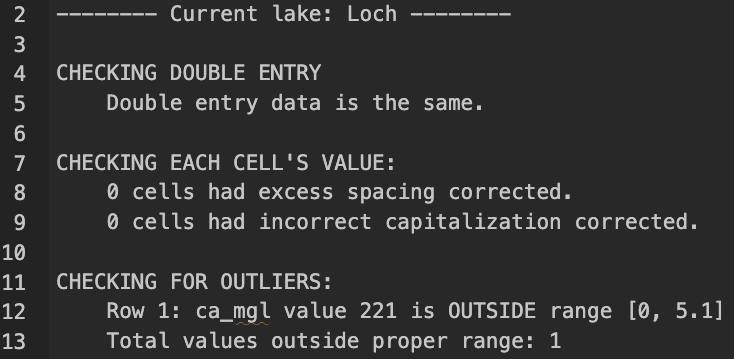 2 -------- Current lake: Loch --------
3
4 CHECKING DOUBLE ENTRY
5     Double entry data is the same.
6
7 CHECKING EACH CELL'S VALUE:
8     0 cells had excess spacing corrected.
9     0 cells had incorrect capitalization corrected.
10
11 CHECKING FOR OUTLIERS:
12     Row 1: ca_mgl value 221 is OUTSIDE range [0, 5.1]
13     Total values outside proper range: 1